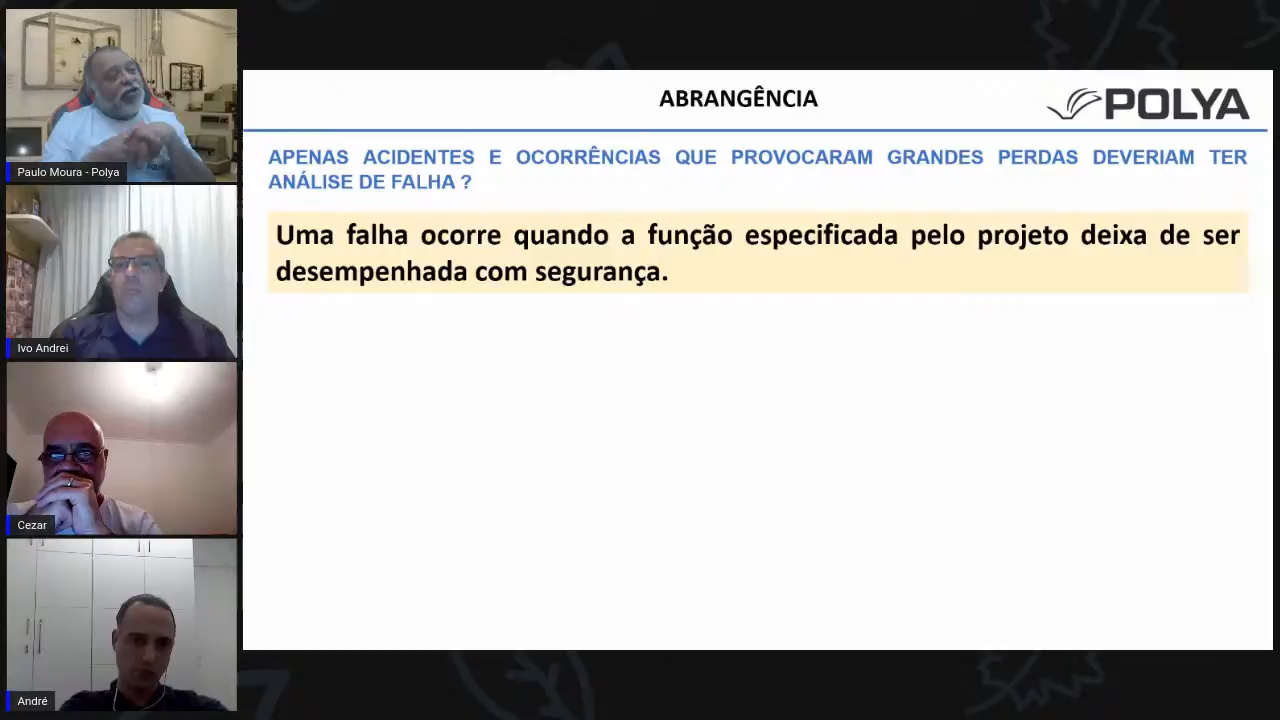 Paulo Moura - Polya
Ivo Andrei
Cezar
André
ABRANGÊNCIA
POLYA
APENAS ACIDENTES E OCORRÊNCIAS QUE PROVOCARAM GRANDES PERDAS DEVERIAM TER
ANÁLISE DE FALHA ?
Uma falha ocorre quando a função especificada pelo projeto deixa de ser
desempenhada com segurança.